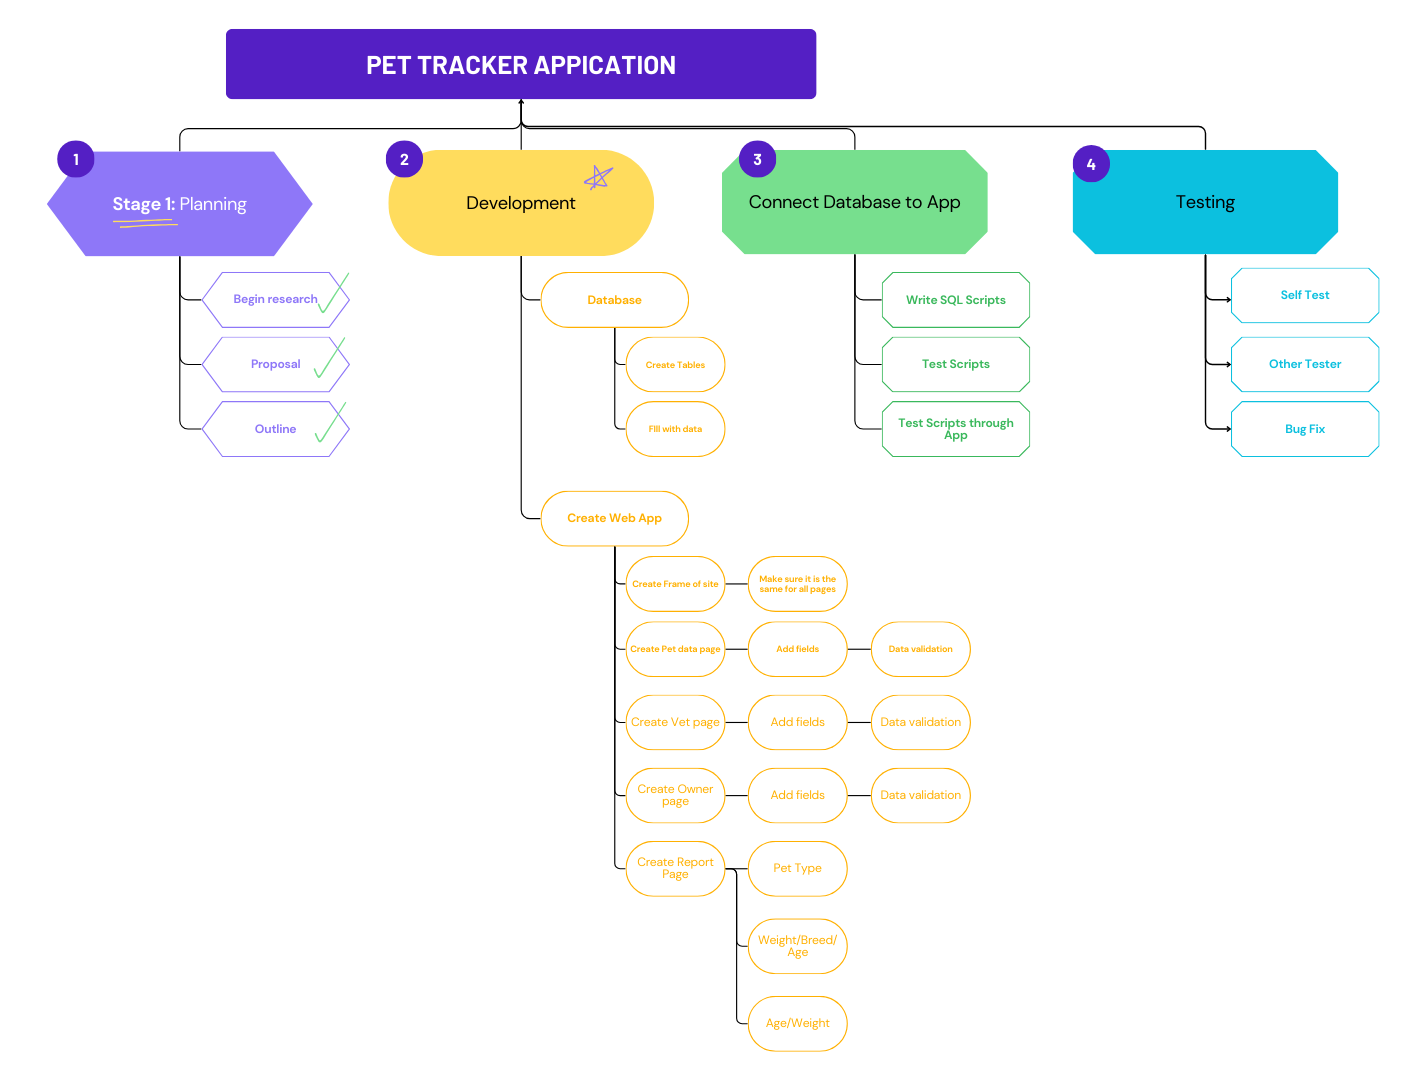 PET TRACKER APPICATION
1
Stage 1: Planning
Begin research
Proposal
Outline
2
Development
Database
Create Tables
FIll with data
Create Web App
Create Frame of site
Make sure it is the
same for all pages
Create Pet data page
Add fields
Data validation
Create Vet page
Add fields
Data validation
Create Owner
page
Add fields
Data validation
Create Report
Page
Pet Type
Weight/Breed/
Age
Age/Weight
3
Connect Database to App
Write SQL Scripts
Test Scripts
Test Scripts through
App
4
Testing
Self Test
Other Tester
Bug Fix